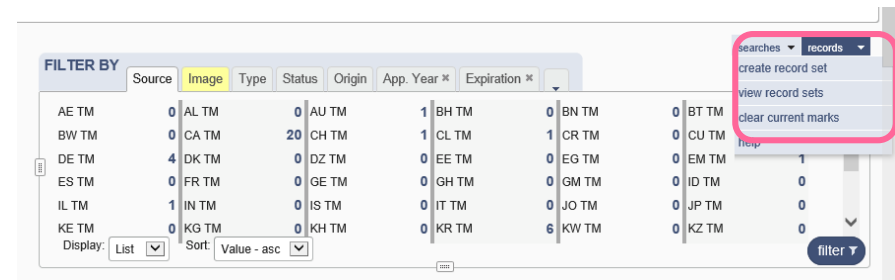 searches records
create record set
FILTER BY
Source Image Type Status Origin App. Year × Expiration ×
view record sets
AE TM 0 AL TM 0 AU TM 1 BH TM 0 BN TM 0 BT TM
clear current marks
BW TM 0 CA TM 20 CH TM 1 CL TM 1 CR TM 0 CU TM
help
DE TM 4 DK TM 0 DZ TM 0 EE TM 0 EG TM 0 EM TM 1
ES TM 0 FR TM 0 GE TM 0 GH TM 0 GM TM 0 ID TM 0
IL TM 1 IN TM 0 IS TM 0 IT TM 0 JO TM 0 JP TM 0
KE TM 0 KG TM 0 KH TM 0 KR TM 6 KW TM 0 KZ TM 0
Display: List Sort: Value - asc filter